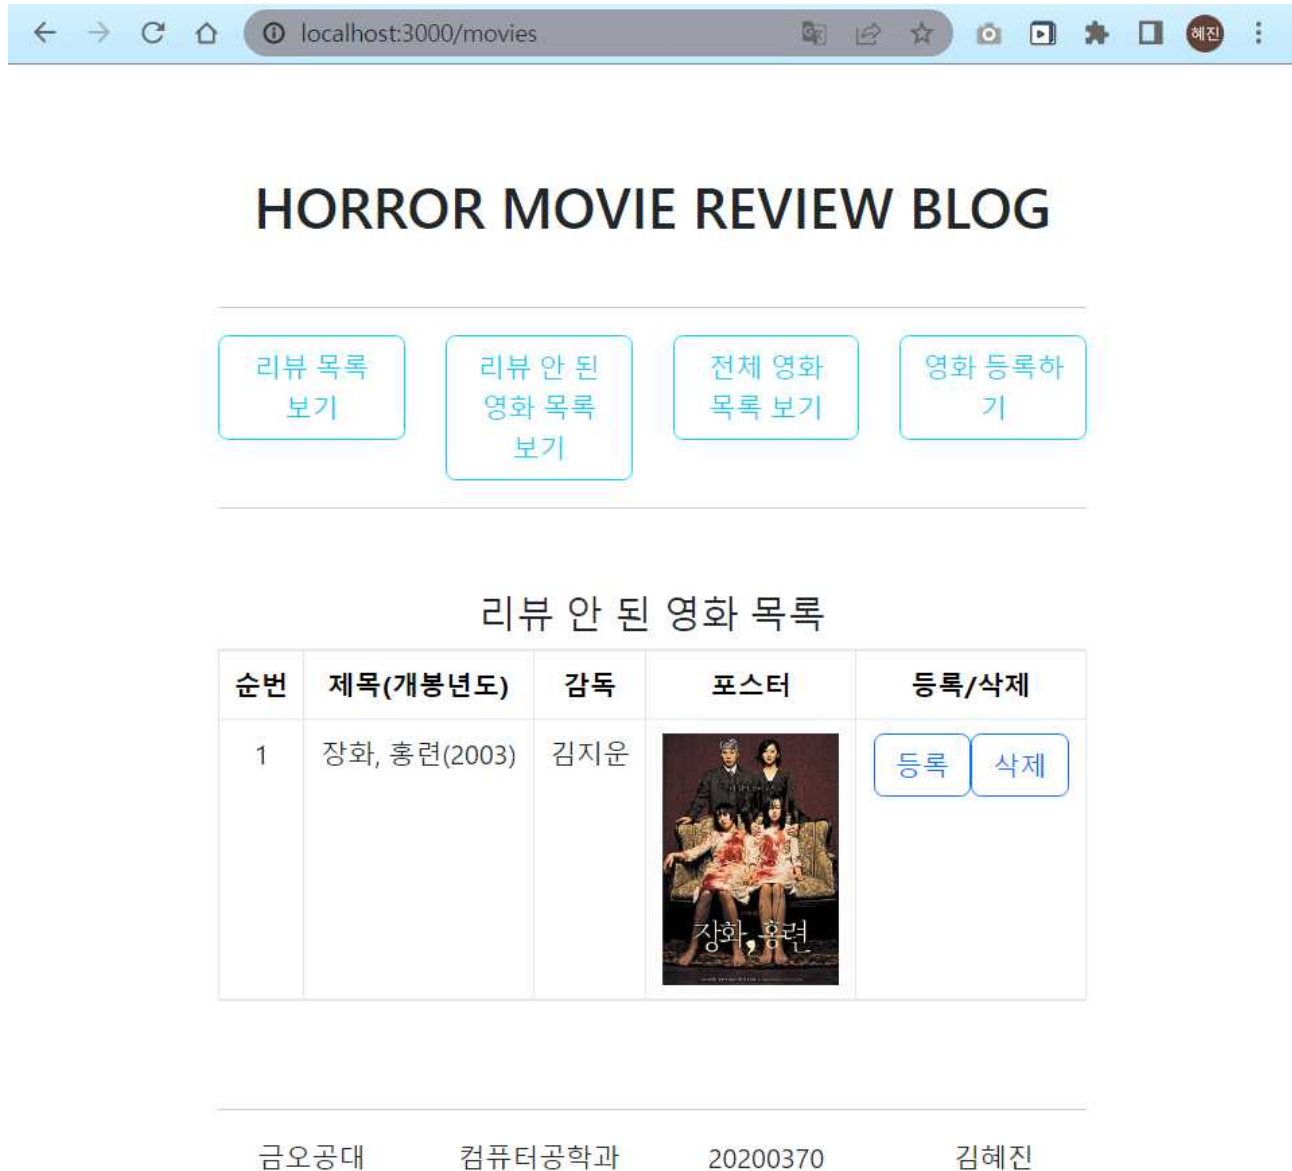 localhost:3000/movies
혜진
HORROR MOVIE REVIEW BLOG
리뷰 목록
보기
리뷰 안 된
영화 목록
보기
전체 영화
목록 보기
영화 등록하
기
리뷰 안 된 영화 목록
순번 제목(개봉년도) 감독 포스터 등록/삭제
1 장화, 홍련(2003) 김지운 등록 삭제
장화, 홍련
금오공대 컴퓨터공학과 20200370 김혜진